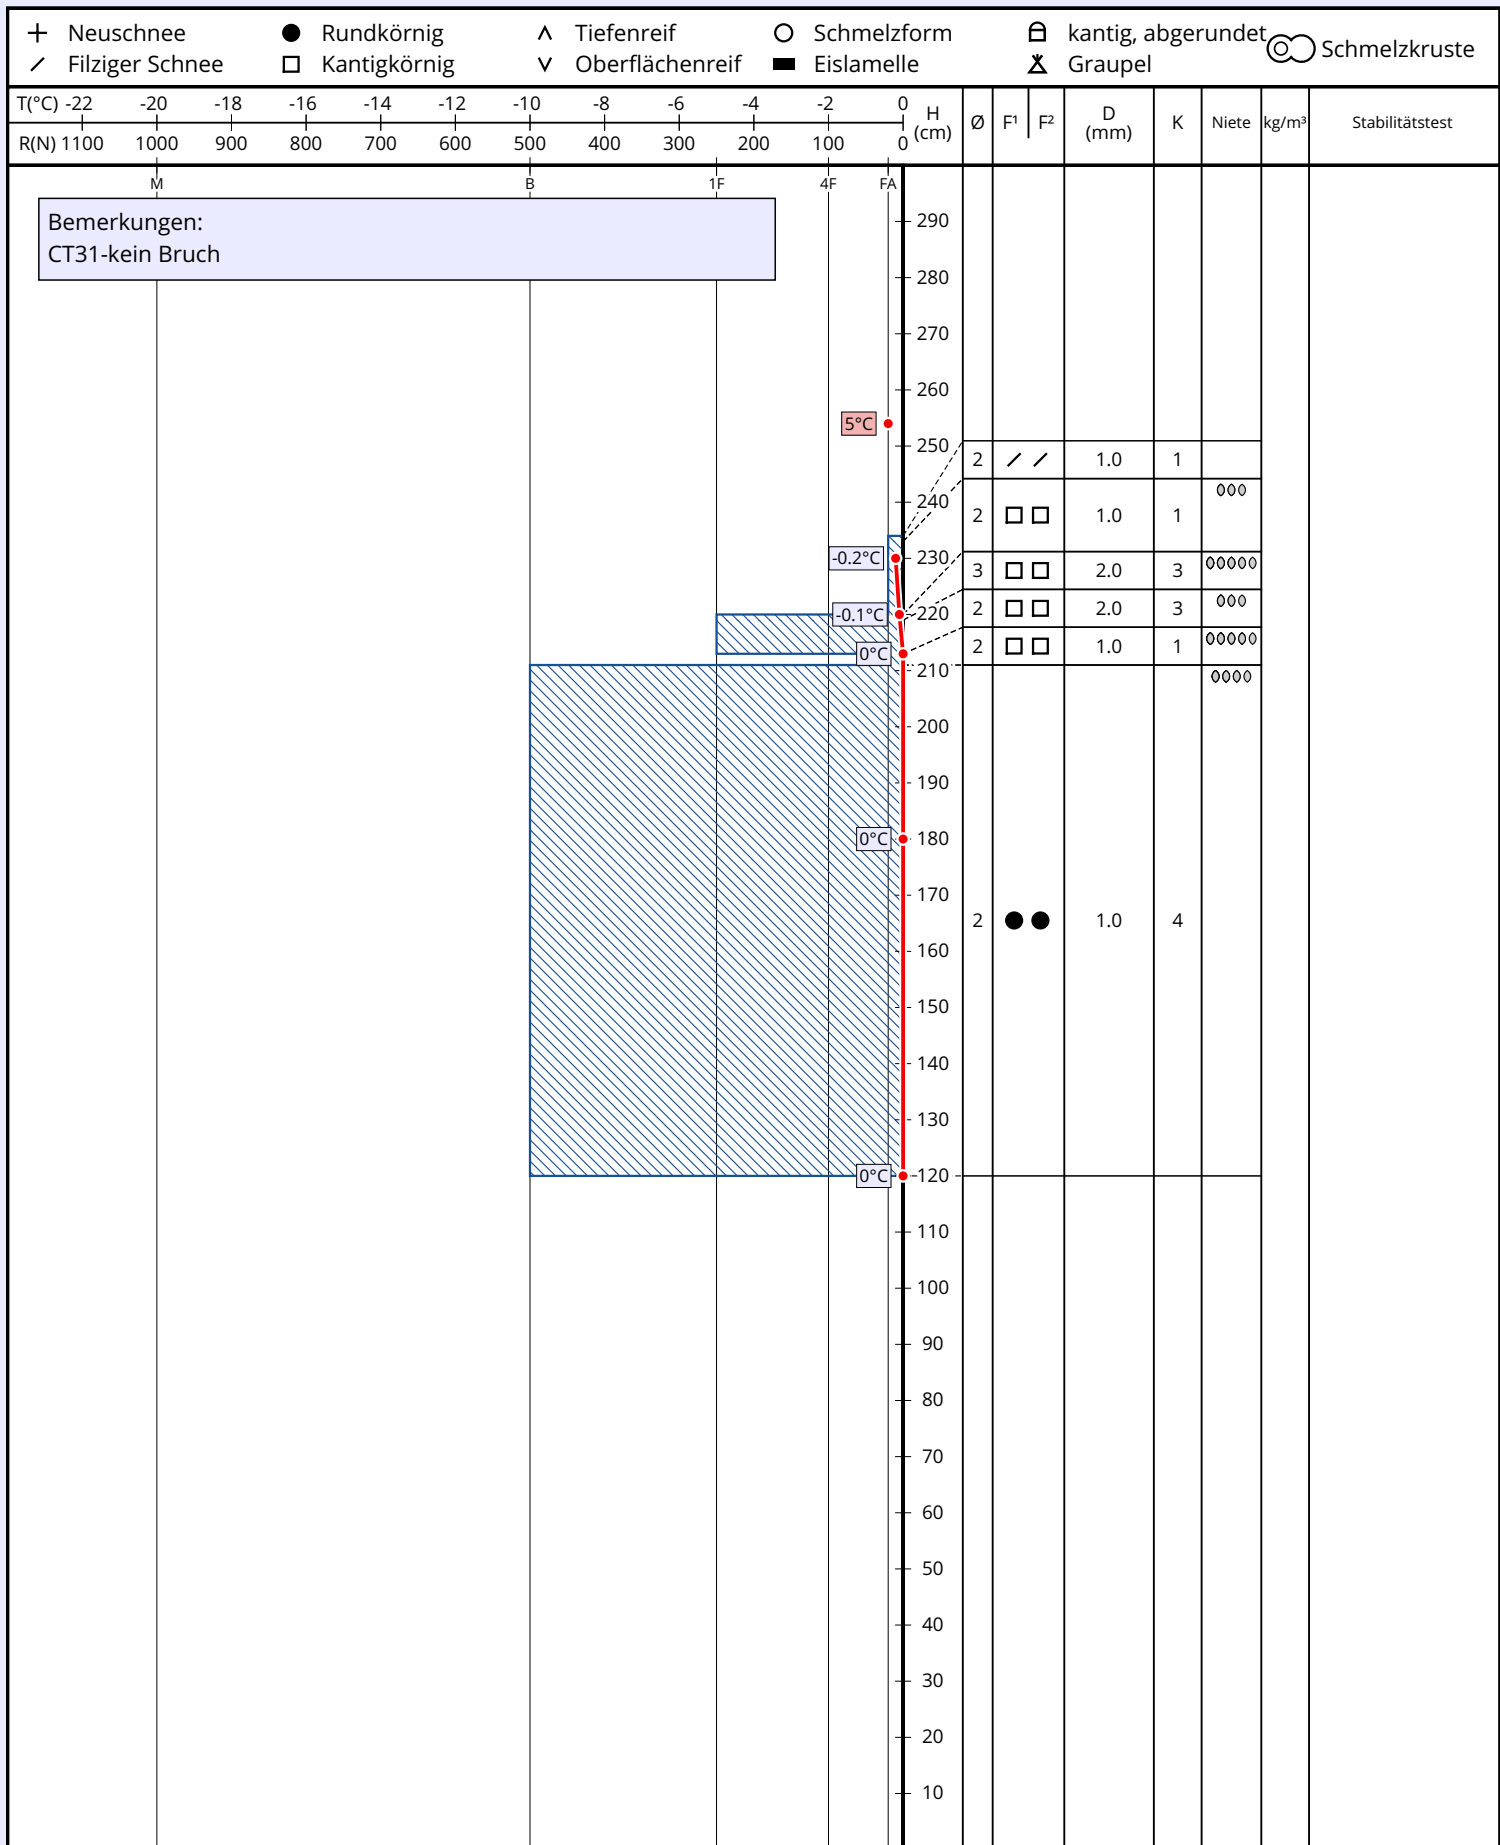 Neuschnee Rundkörnig Tiefenreif Schmelzform kantig, abgerundet Schmelzkruste
Filziger Schnee Kantigkörnig Oberflächenreif Eislamelle Graupel
T(°C) -22 -20 -18 -16 -14 -12 -10 -8 -6 -4 -2 0
R(N) 1100 1000 900 800 700 600 500 400 300 200 100 0
H (cm) Ø F¹ F² D (mm) K Niete kg/m³ Stabilitätstest
M B 1F 4F FA
Bemerkungen:
CT31-kein Bruch
290
280
270
260
5°C
250
2 1.0 1
240
2 1.0 1
-0.2°C 230
3 2.0 3
-0.1°C 220
2 2.0 3
0°C
2 1.0 1
210
200
190
0°C 180
170
2 1.0 4
160
150
140
130
0°C 120
110
100
90
80
70
60
50
40
30
20
10